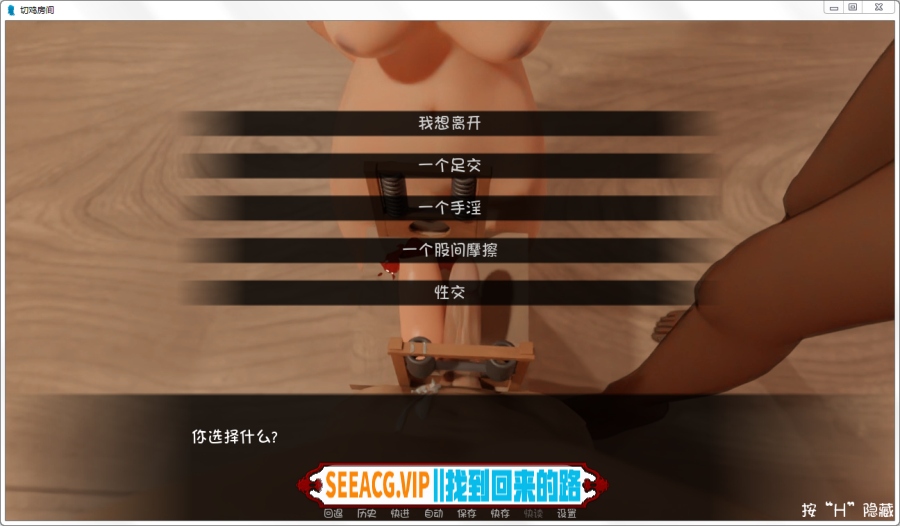 切鸡房间
我想离开
一个足交
一个手淫
一个股间摩擦
性交
你选择什么?
SEEACG.VIP||找到回来的路
回退 历史 快进 自动 保存 快存 快读 设置
按“H”隐藏